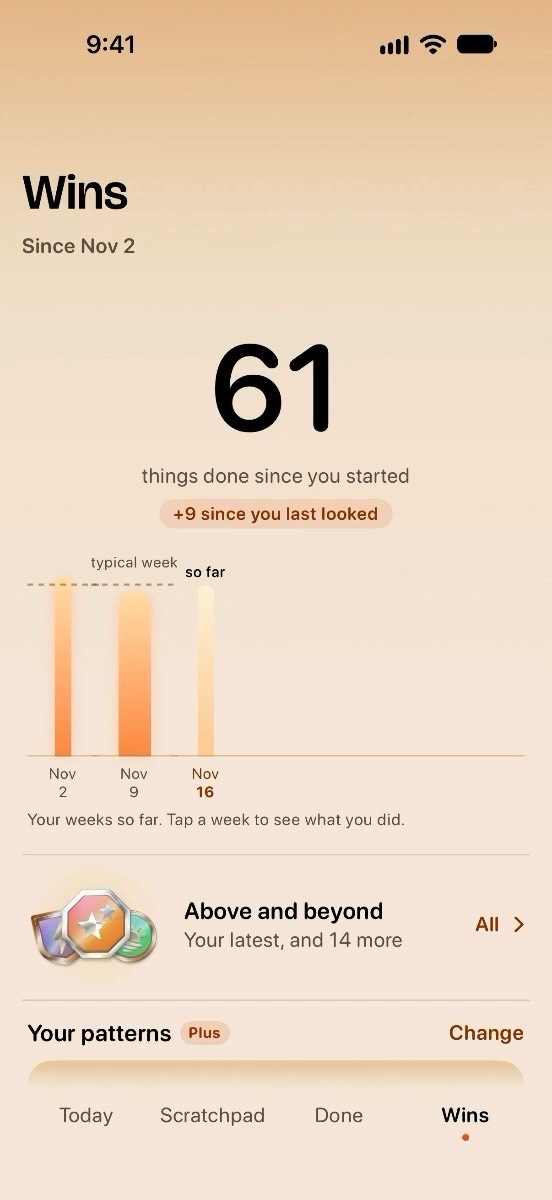 9:41
Wins
Since Nov 2
61
things done since you started
+9 since you last looked
typical week
so far
Nov
2
Nov
9
Nov
16
Your weeks so far. Tap a week to see what you did.
Above and beyond
Your latest, and 14 more
All
Your patterns
Plus
Change
Today
Scratchpad
Done
Wins